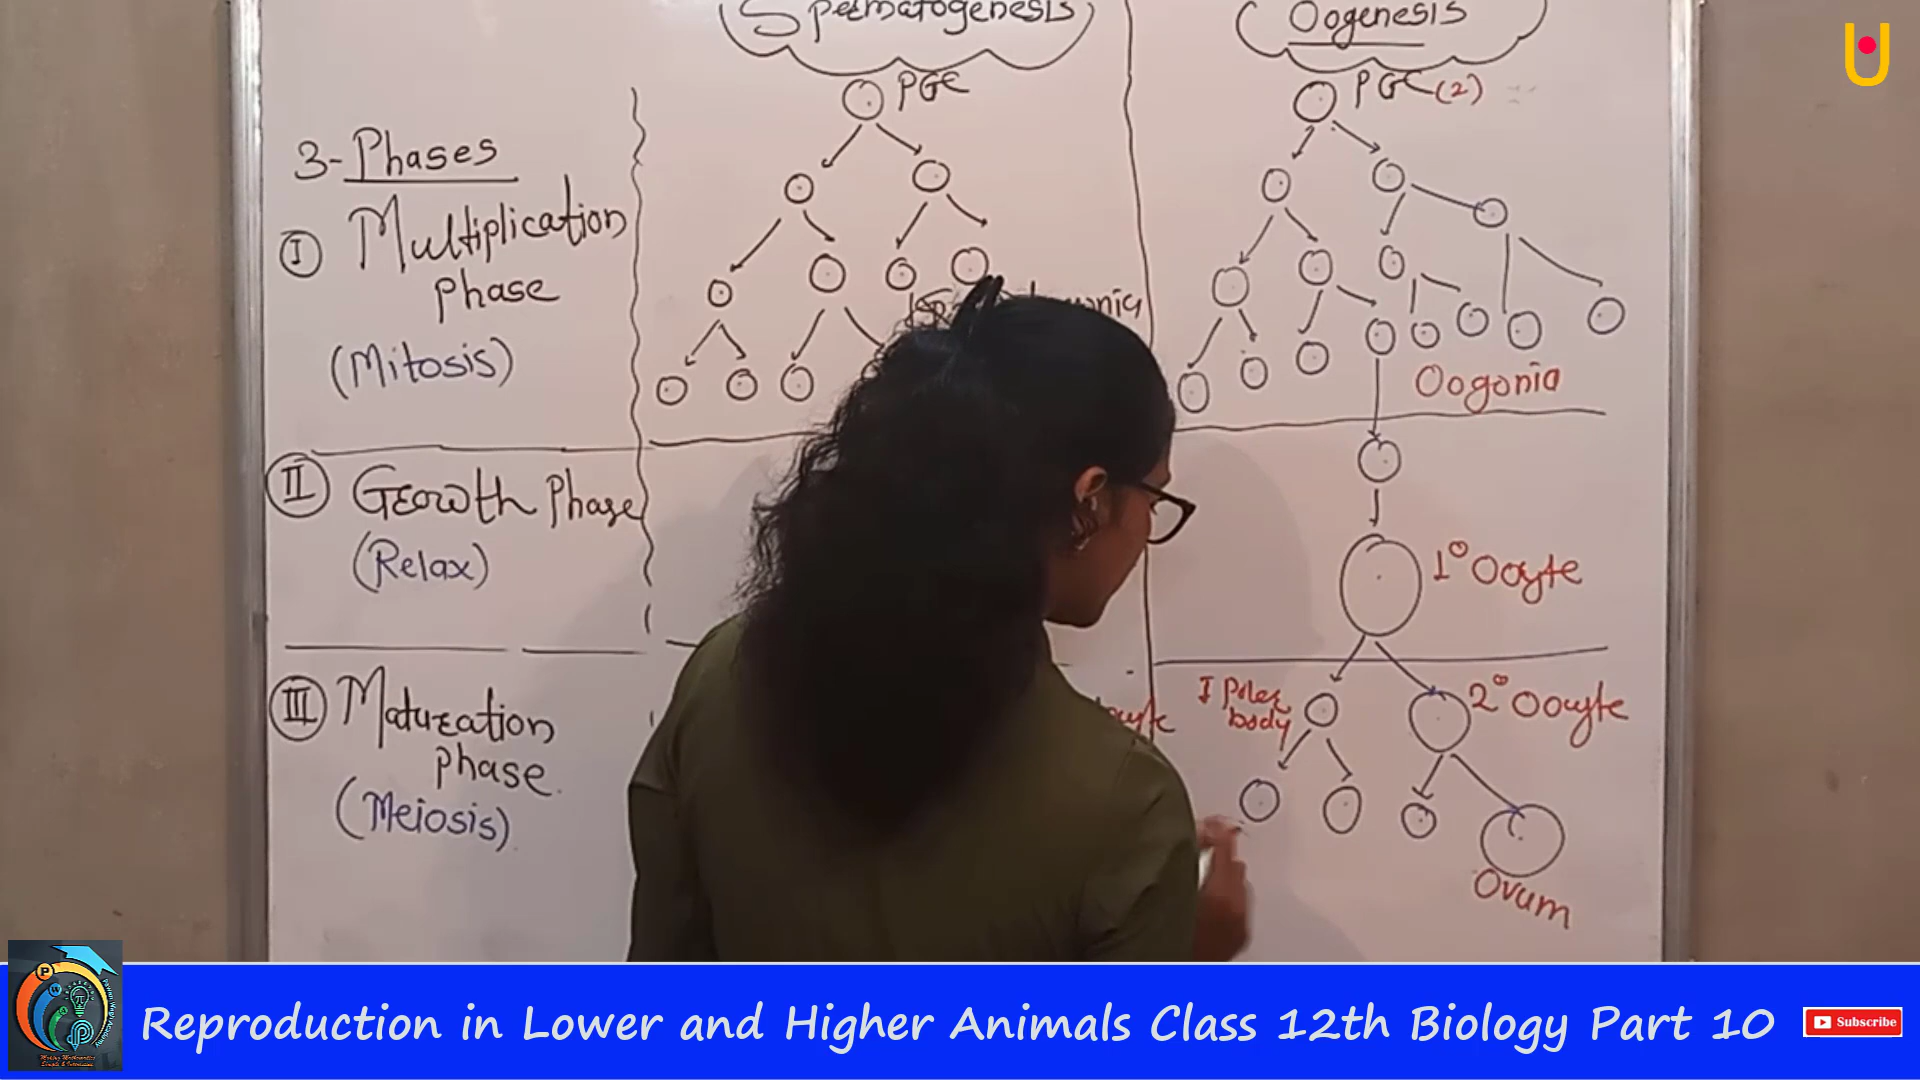 Spermatogenesis
Oogenesis
PGC
PGC (2)
3-Phases
I Multiplication
phase
(Mitosis)
Oogonia
II Growth Phase
(Relax)
1° Oocyte
III Maturation
phase
(Meiosis)
I Polar
body
2° Oocyte
Ovum
Reproduction in Lower and Higher Animals Class 12th Biology Part 10
Subscribe